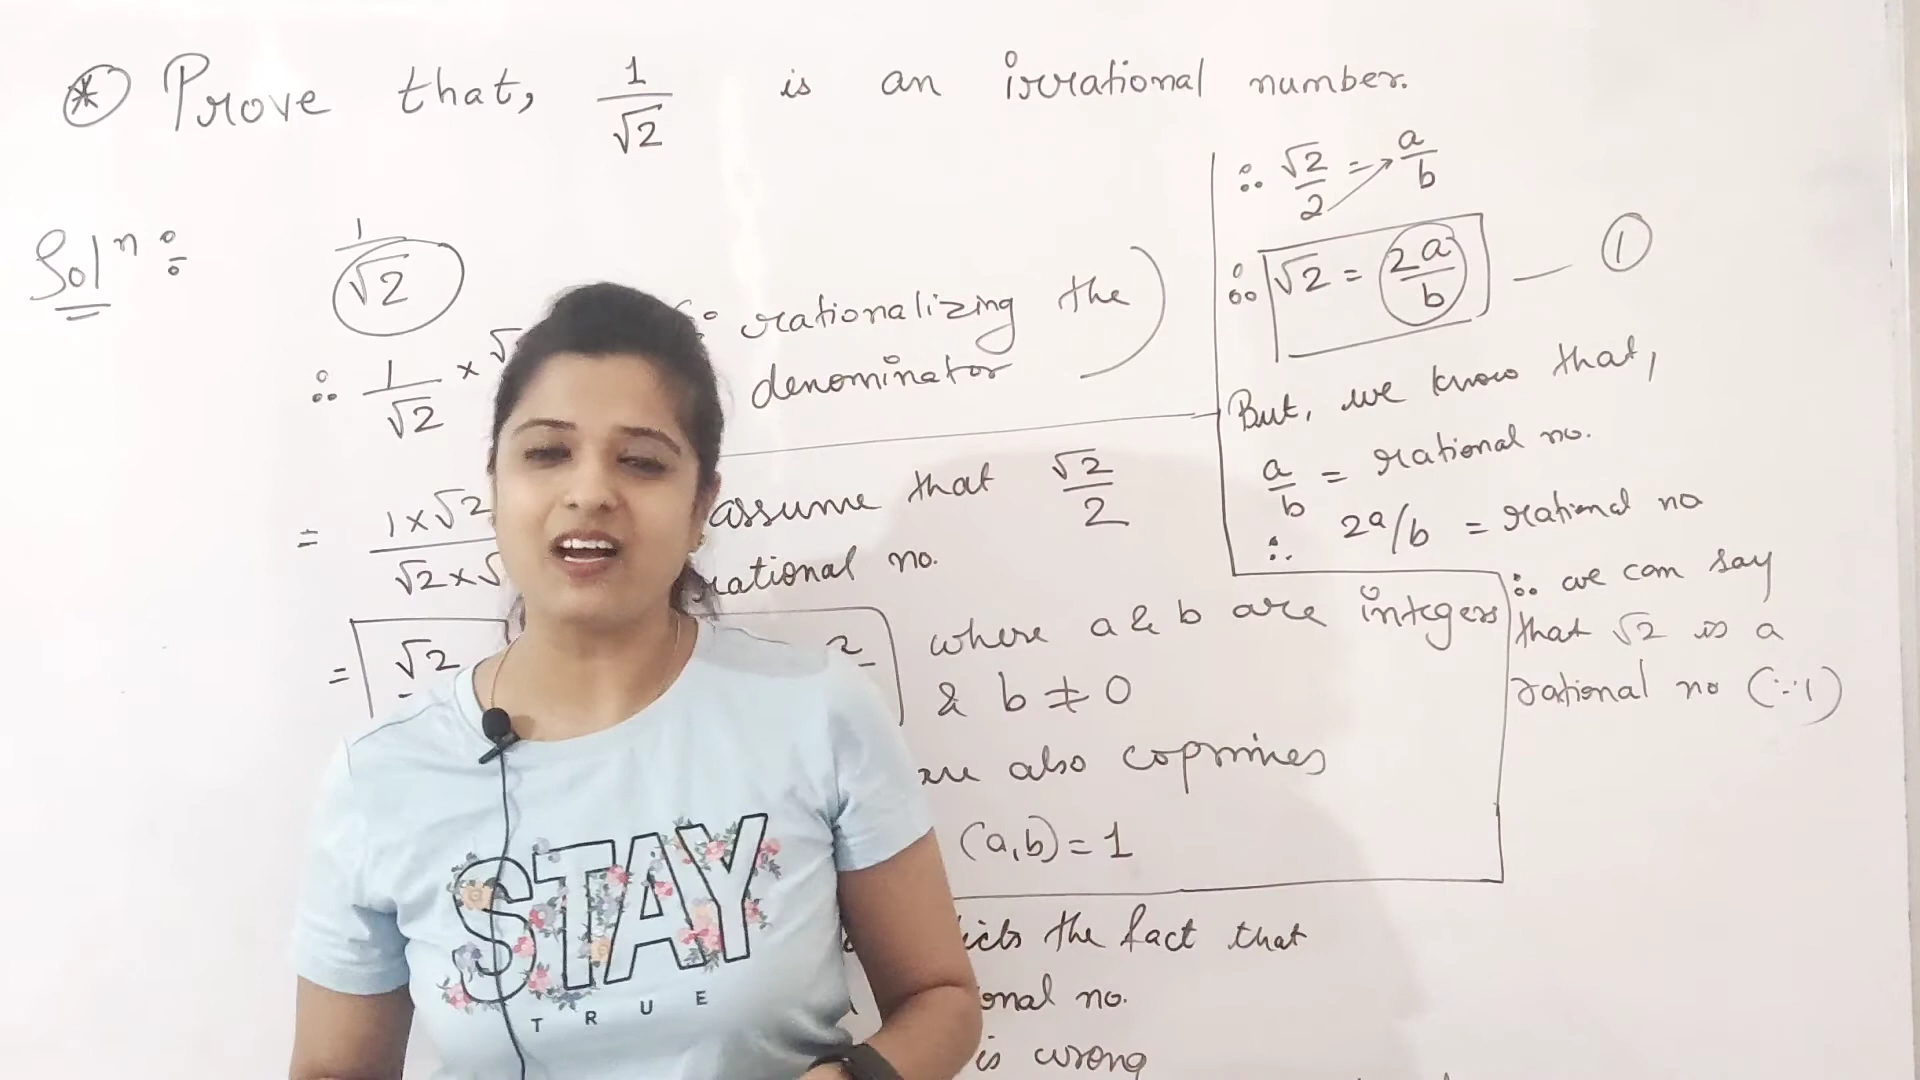 * Prove that, 1/√2 is an irrational number.
Solⁿ :
1/√2
∴ 1/√2 × √ ∵ rationalizing the
denominator )
= 1×√2
√2×√
= √2
assume that √2/2
rational no.
2 where a & b are integers
& b ≠ 0
are also coprimes
(a,b) = 1
icts the fact that
onal no.
is wrong
∴ √2/2 = a/b
∴ √2 = 2a/b — ①
But, we know that,
a/b = rational no.
∴ 2a/b = rational no
∴ we can say
that √2 is a
rational no (∵ 1)
STAY
TRUE